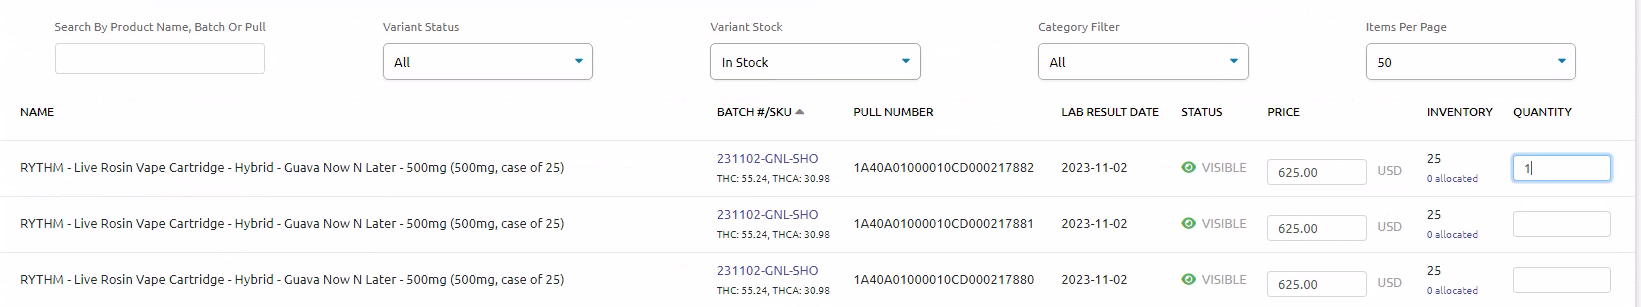 Search By Product Name, Batch Or Pull Variant Status Variant Stock Category Filter Items Per Page
All In Stock All 50
NAME BATCH #/SKU PULL NUMBER LAB RESULT DATE STATUS PRICE INVENTORY QUANTITY
RYTHM - Live Rosin Vape Cartridge - Hybrid - Guava Now N Later - 500mg (500mg, case of 25) 231102-GNL-SHO 1A40A01000010CD000217882 2023-11-02 VISIBLE 625.00 USD 25 1
THC: 55.24, THCA: 30.98 0 allocated
RYTHM - Live Rosin Vape Cartridge - Hybrid - Guava Now N Later - 500mg (500mg, case of 25) 231102-GNL-SHO 1A40A01000010CD000217881 2023-11-02 VISIBLE 625.00 USD 25
THC: 55.24, THCA: 30.98 0 allocated
RYTHM - Live Rosin Vape Cartridge - Hybrid - Guava Now N Later - 500mg (500mg, case of 25) 231102-GNL-SHO 1A40A01000010CD000217880 2023-11-02 VISIBLE 625.00 USD 25
THC: 55.24, THCA: 30.98 0 allocated